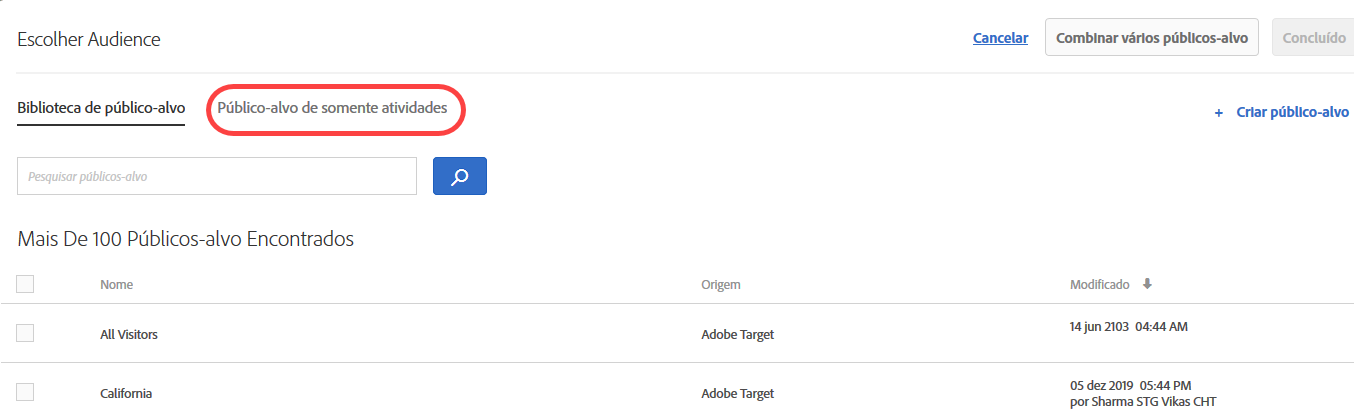 Escolher Audience
Cancelar
Combinar vários públicos-alvo
Concluído
Biblioteca de público-alvo
Público-alvo de somente atividades
+ Criar público-alvo
Pesquisar públicos-alvo
Mais De 100 Públicos-alvo Encontrados
Nome
Origem
Modificado
All Visitors
Adobe Target
14 jun 2103 04:44 AM
California
Adobe Target
05 dez 2019 05:44 PM
por Sharma STG Vikas CHT